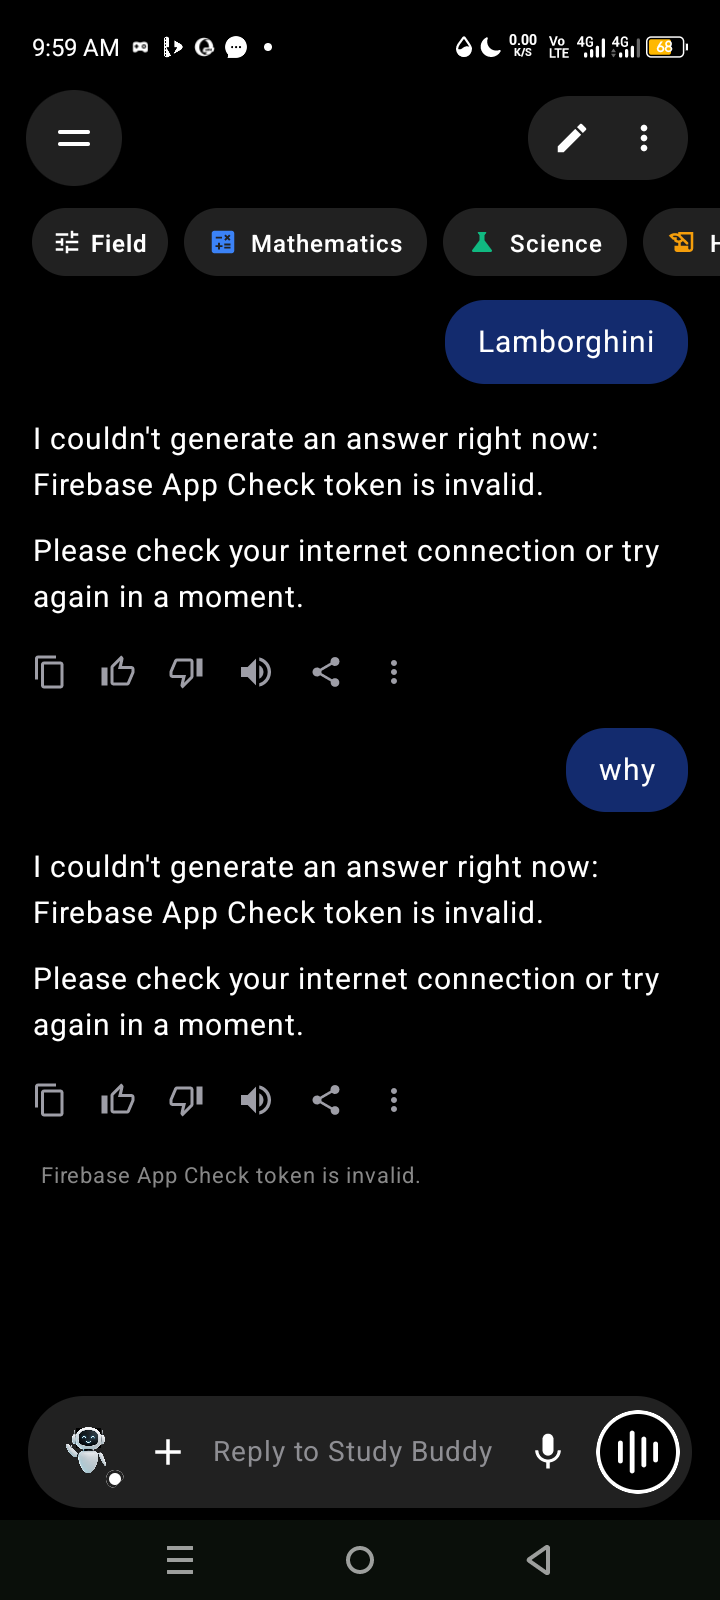 9:59 AM
0.00
K/S
Vo
LTE
4G
4G
68
Field
Mathematics
Science
H
Lamborghini
I couldn't generate an answer right now:
Firebase App Check token is invalid.
Please check your internet connection or try
again in a moment.
why
I couldn't generate an answer right now:
Firebase App Check token is invalid.
Please check your internet connection or try
again in a moment.
Firebase App Check token is invalid.
Reply to Study Buddy